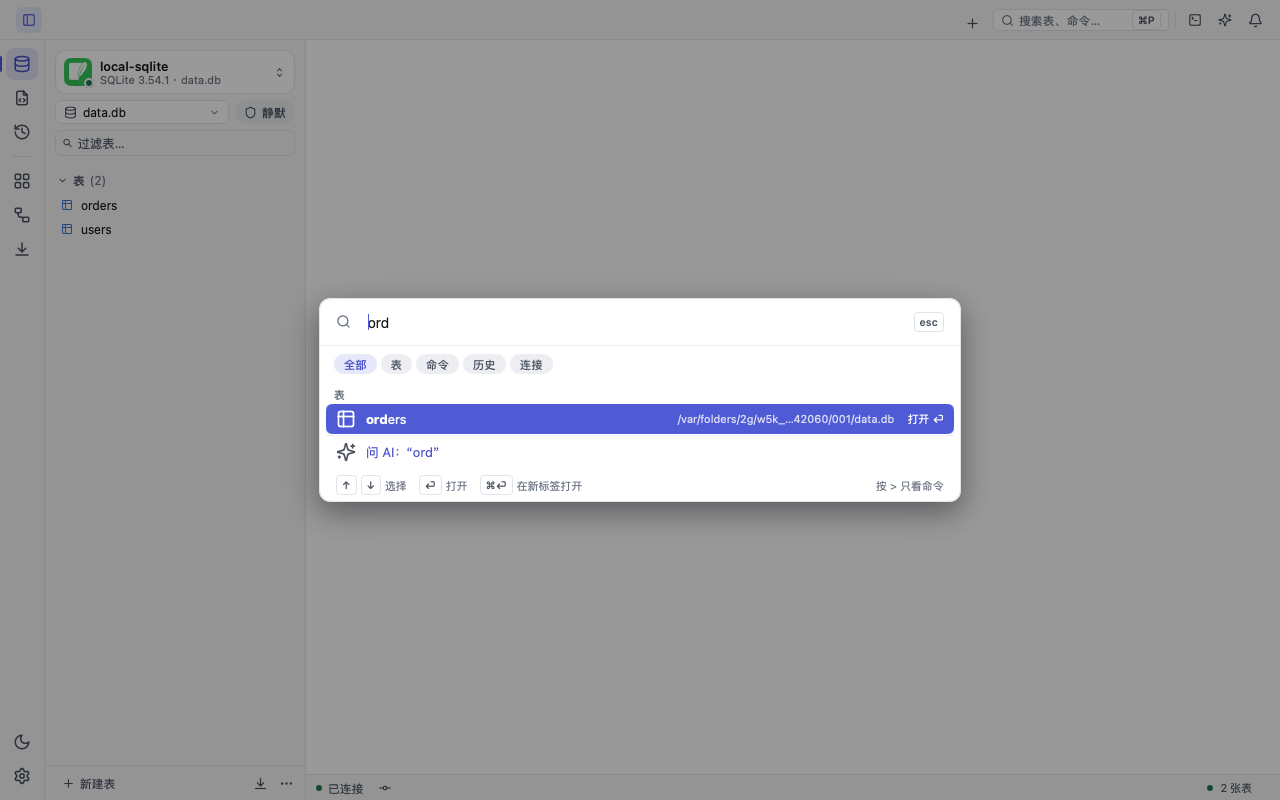 搜索表、命令... ⌘P
local-sqlite
SQLite 3.54.1 · data.db
data.db
静默
过滤表...
表 (2)
orders
users
ord
esc
全部 表 命令 历史 连接
表
orders /var/folders/2g/w5k_...42060/001/data.db 打开 ↵
问 AI：“ord”
↑ ↓ 选择 ↵ 打开 ⌘↵ 在新标签打开 按 > 只看命令
新建表
已连接
2 张表